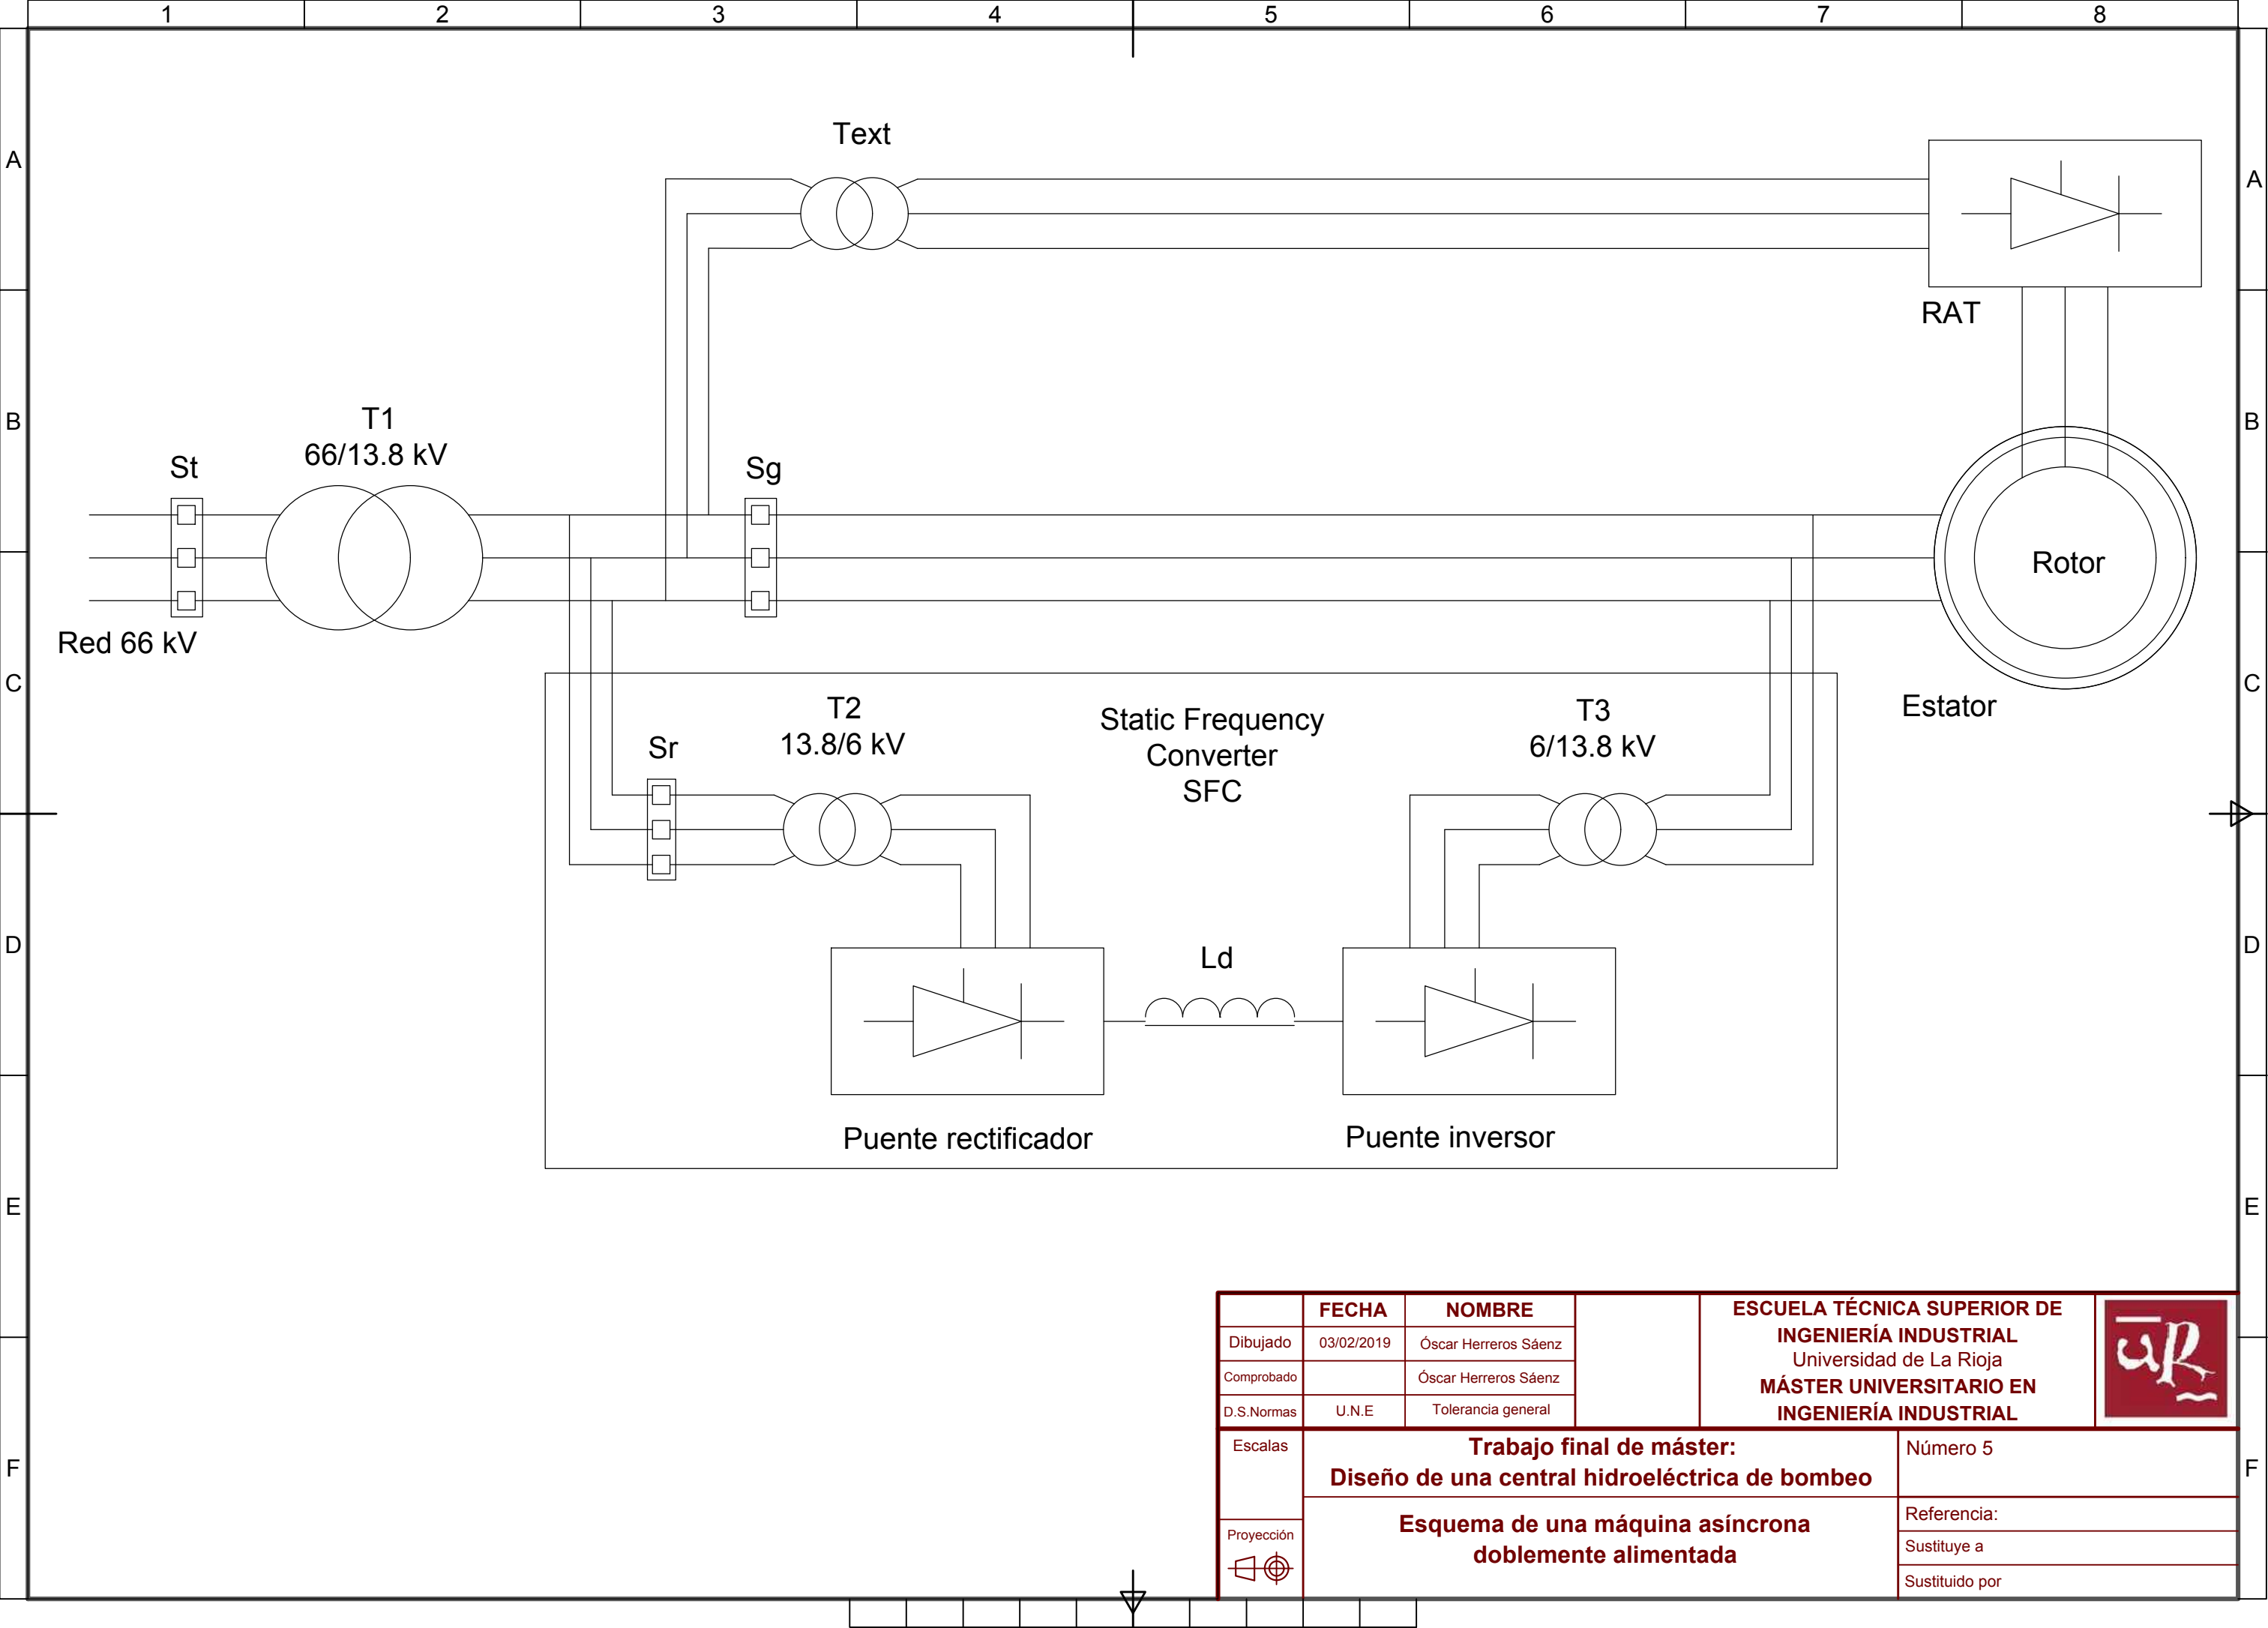 1 2 3 4 5 6 7 8
Text
A A
RAT
T1
66/13.8 kV
B B
St
Sg
Rotor
Red 66 kV
C C
Estator
T2
13.8/6 kV
Static Frequency
Converter
SFC
T3
6/13.8 kV
Sr
D D
Ld
Puente rectificador
Puente inversor
E E
FECHA NOMBRE
Dibujado 03/02/2019 Óscar Herreros Sáenz
Comprobado Óscar Herreros Sáenz
D.S.Normas U.N.E Tolerancia general
ESCUELA TÉCNICA SUPERIOR DE
INGENIERÍA INDUSTRIAL
Universidad de La Rioja
MÁSTER UNIVERSITARIO EN
INGENIERÍA INDUSTRIAL
UR
F F
Escalas
Trabajo final de máster:
Diseño de una central hidroeléctrica de bombeo
Número 5
Proyección
Esquema de una máquina asíncrona
doblemente alimentada
Referencia:
Sustituye a
Sustituido por